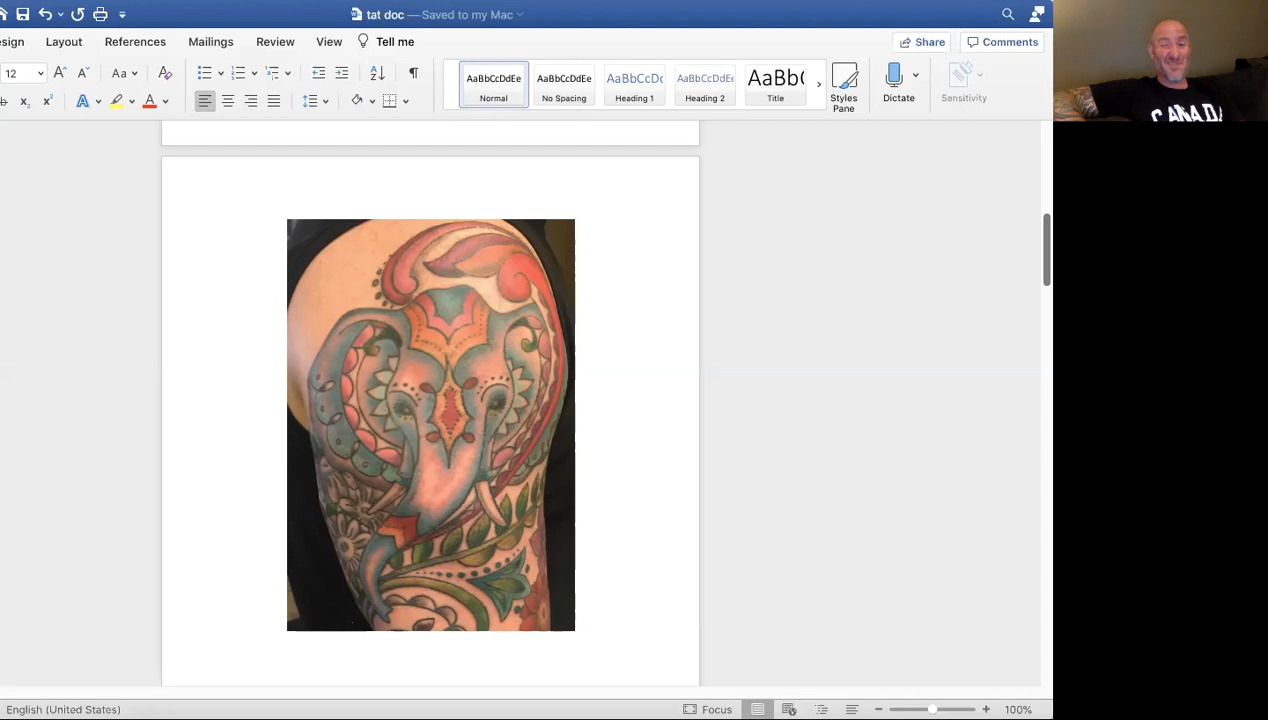 tat doc — Saved to my Mac
Layout References Mailings Review View Tell me Share Comments
12 Aa AaBbCcDdEe AaBbCcDdEe AaBbCcDc AaBbCcDdEe AaBb(
Normal No Spacing Heading 1 Heading 2 Title Styles Pane Dictate Sensitivity
x₂ x² A A
CANADA
English (United States) Focus 100%